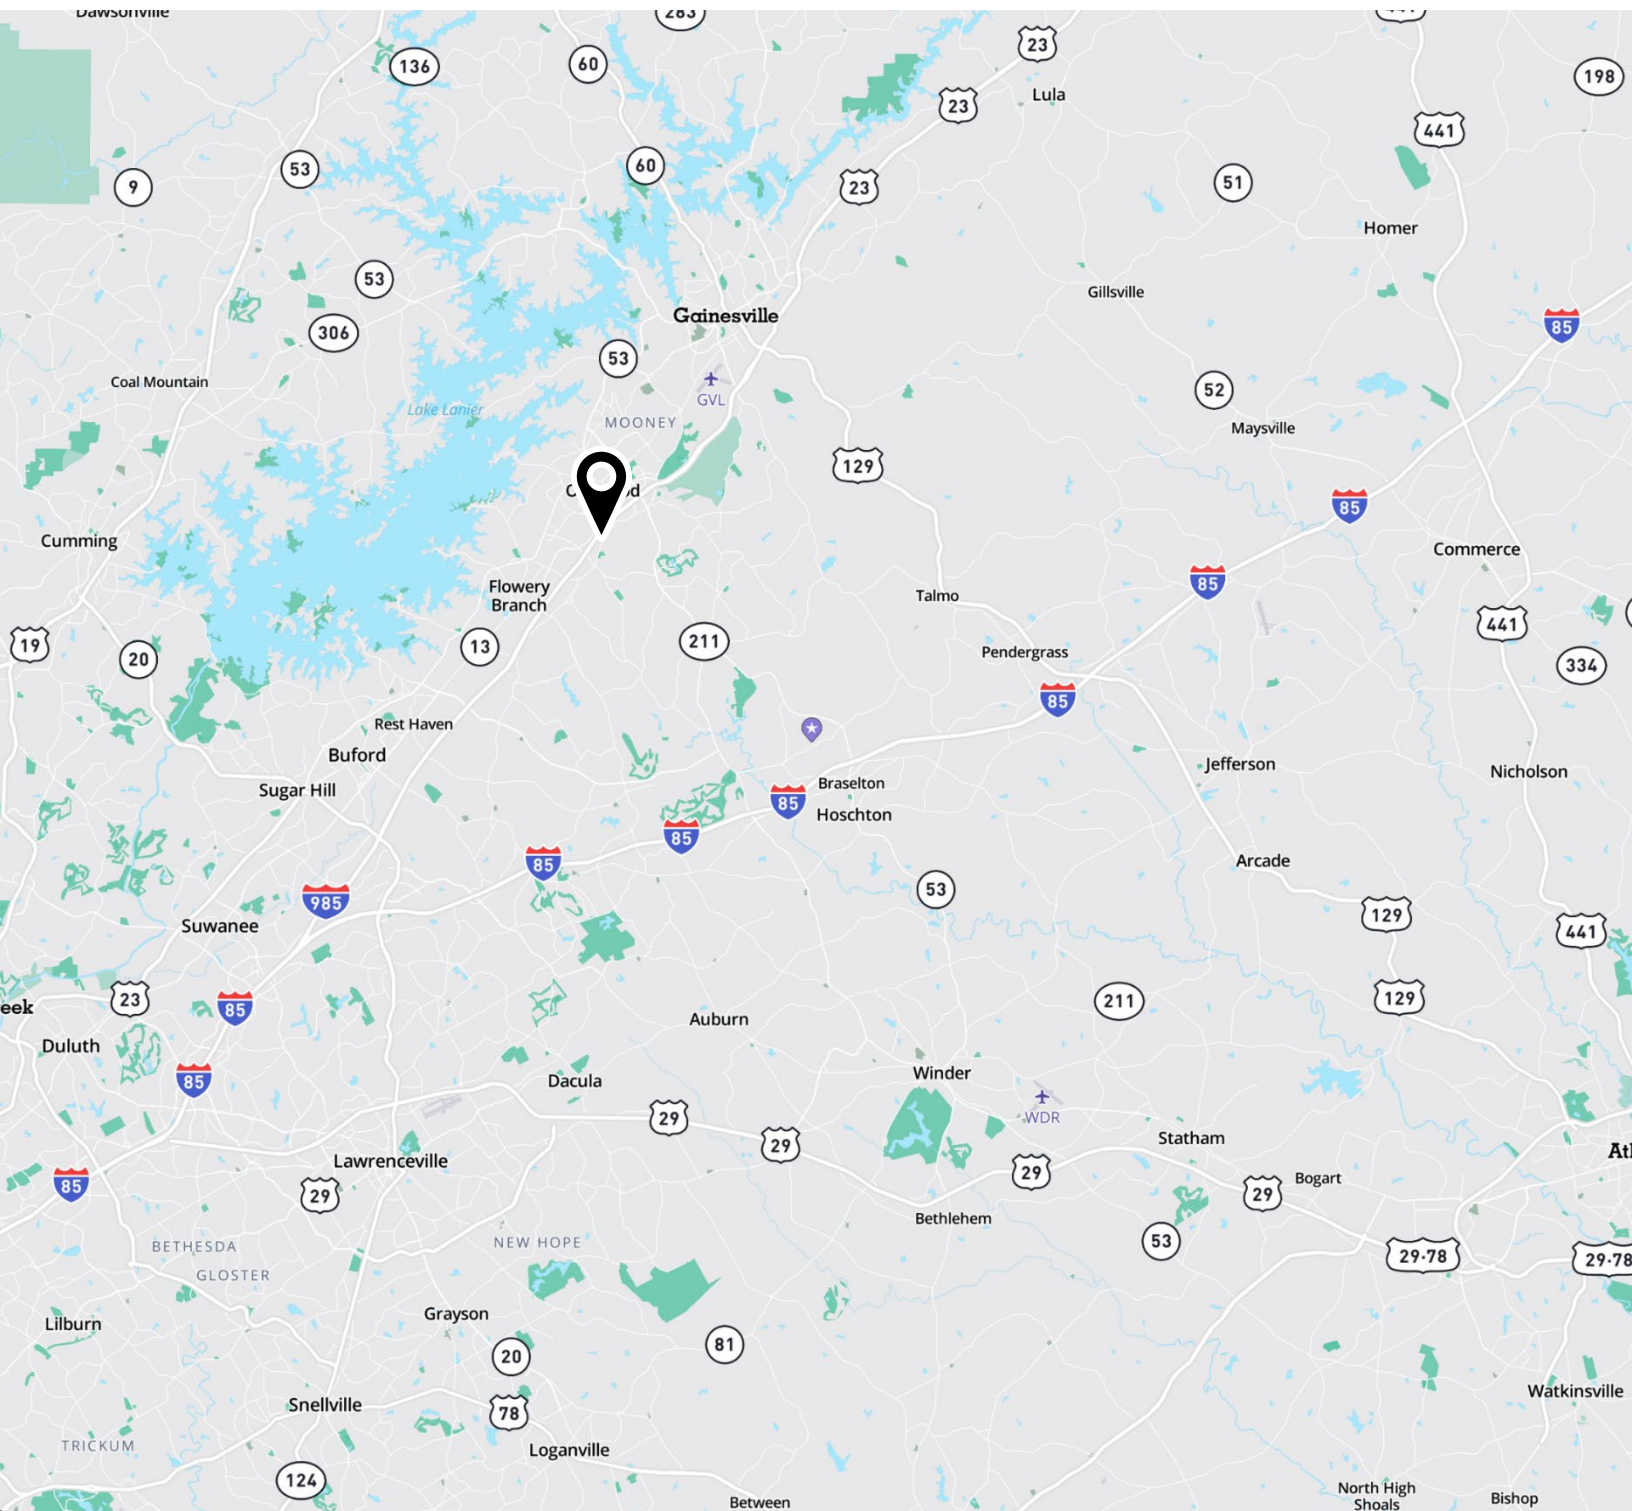 Dawsonville
283
441
136
60
23
198
23
Lula
441
53
60
9
23
51
Homer
53
Gillsville
306
Gainesville
85
53
Coal Mountain
GVL
52
Lake Lanier
MOONEY
Maysville
129
85
Cumming
Commerce
85
Flowery
Branch
Talmo
441
19
20
13
211
Pendergrass
334
85
Rest Haven
Buford
Jefferson
Nicholson
Sugar Hill
Braselton
85
Hoschton
85
85
Arcade
53
985
129
Suwanee
441
23
85
211
129
eek
Auburn
Duluth
85
Dacula
Winder
WDR
29
29
Statham
Lawrenceville
29
85
29
29
Bogart
Bethlehem
BETHESDA
NEW HOPE
53
29·78
29·78
GLOSTER
Grayson
Lilburn
20
81
Snellville
78
Watkinsville
TRICKUM
Loganville
124
Between
North High
Shoals
Bishop